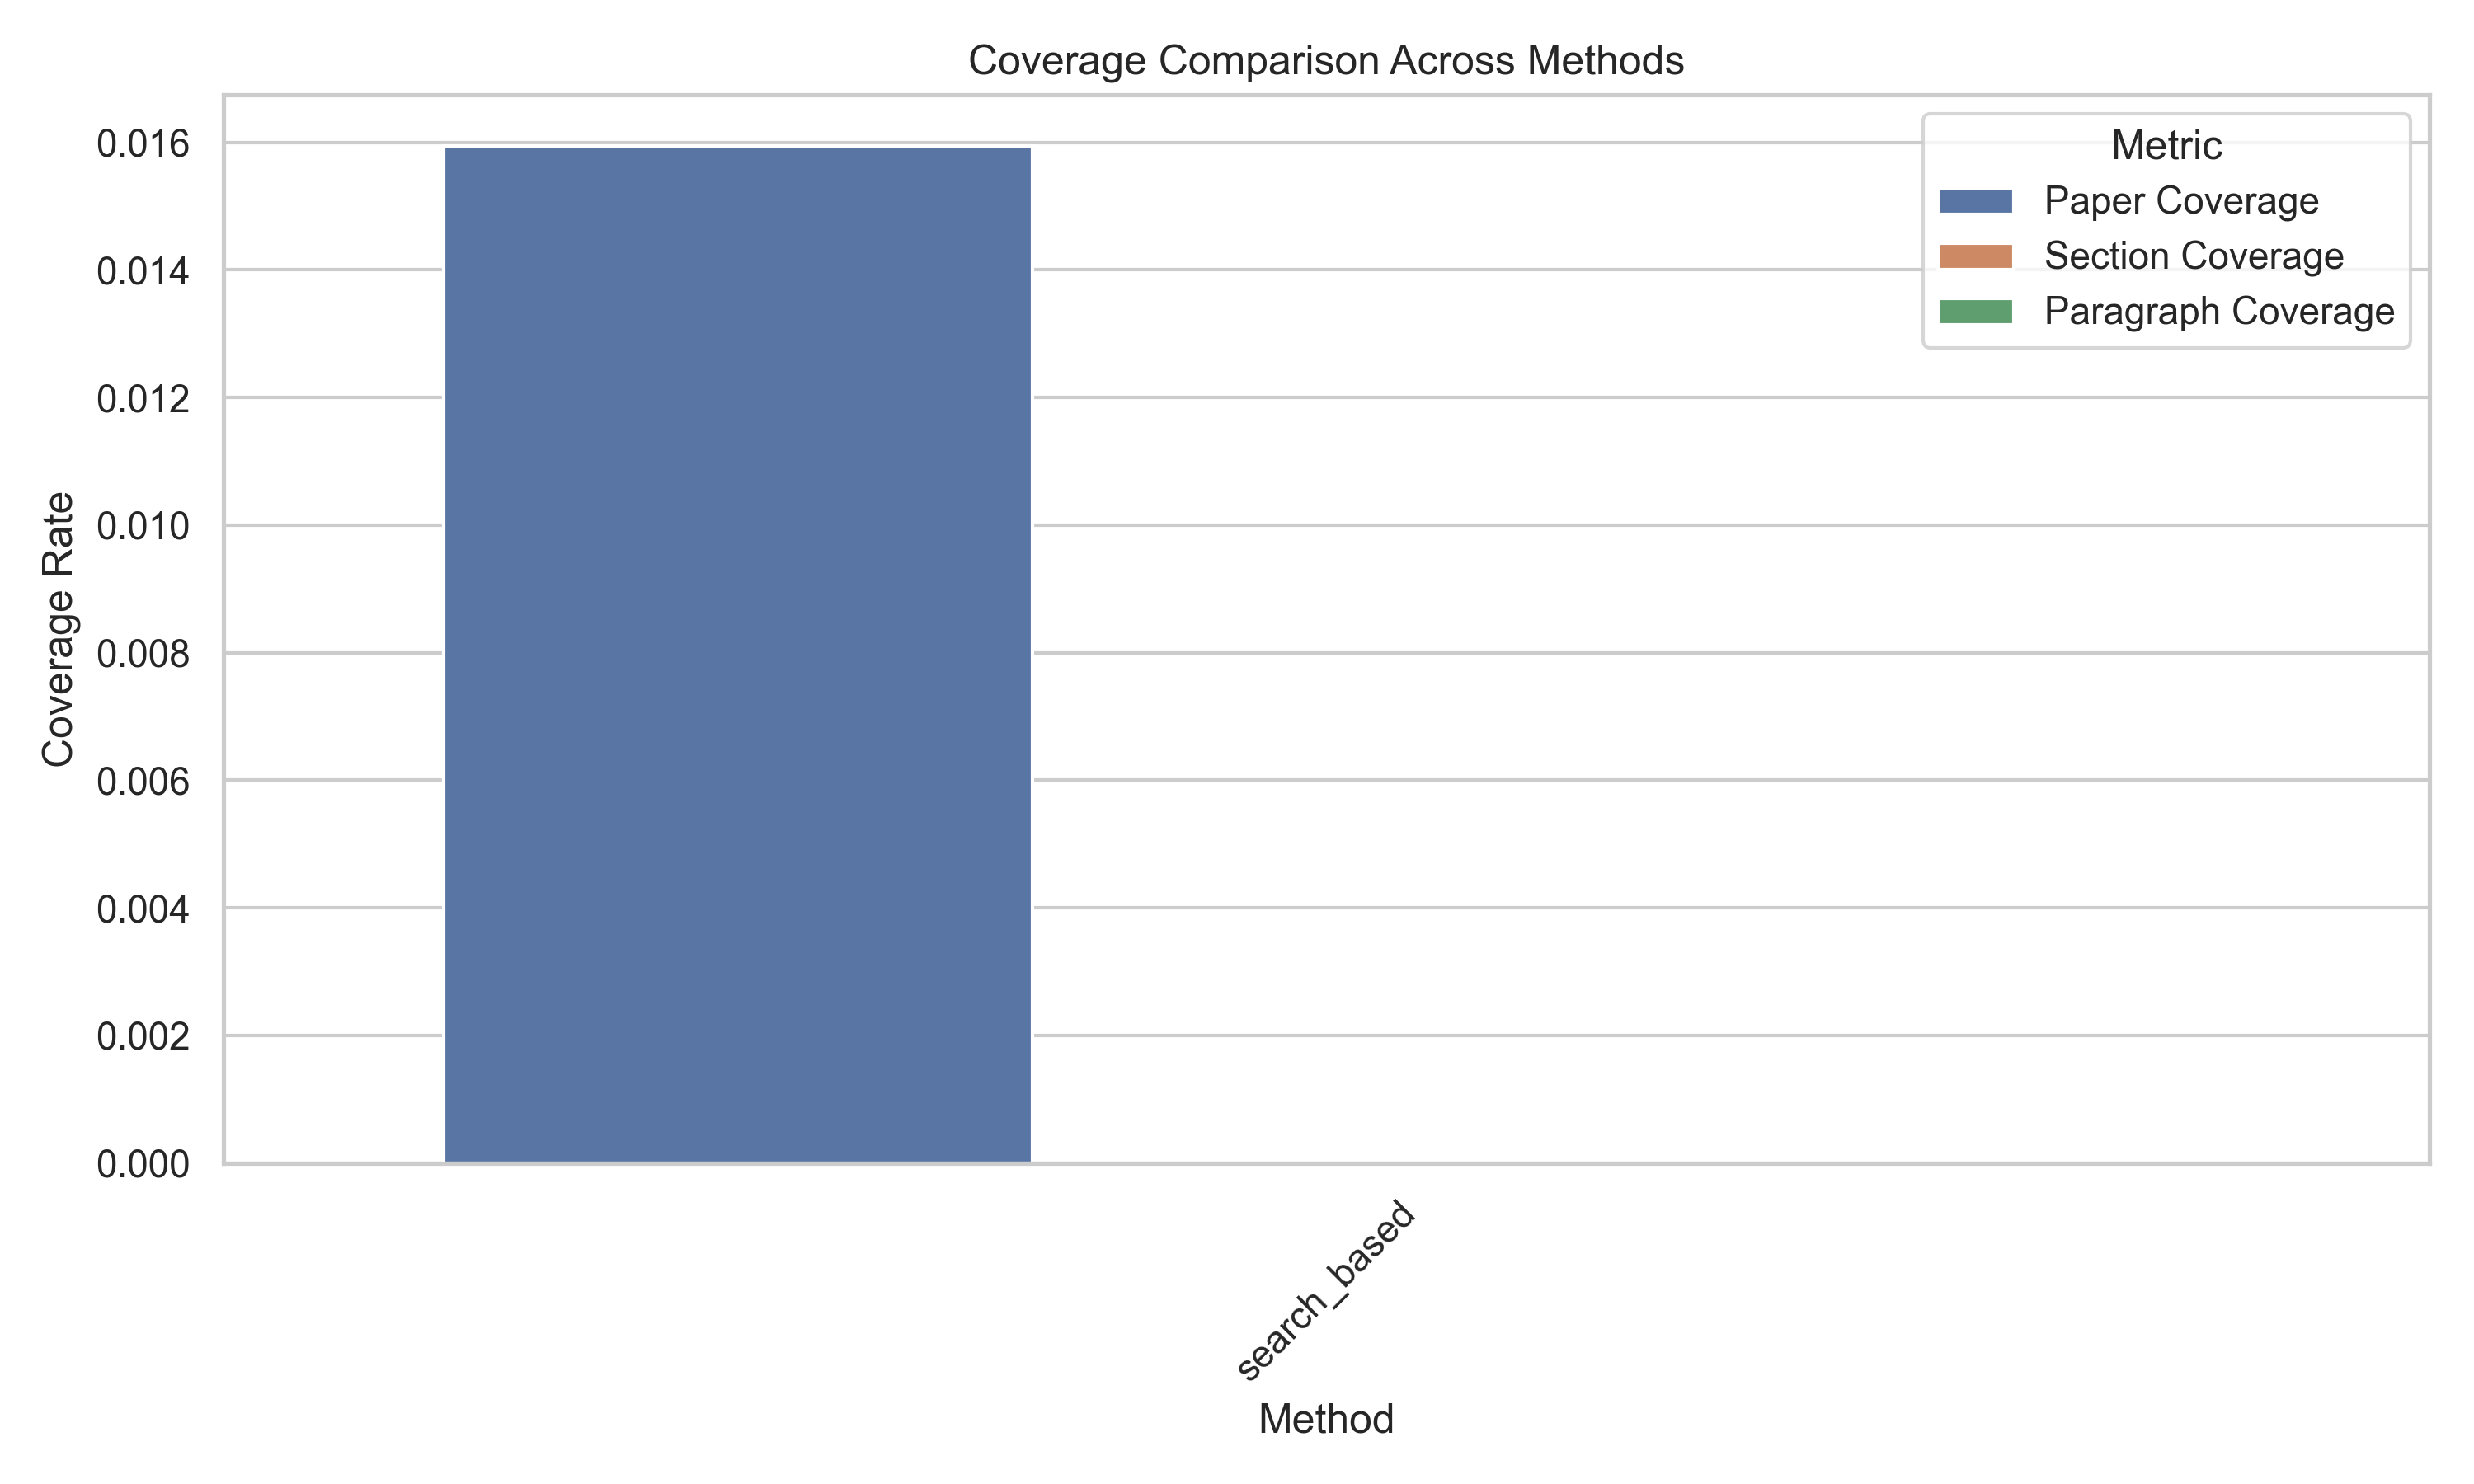 Coverage Comparison Across Methods
0.016
0.014
0.012
0.010
0.008
0.006
0.004
0.002
0.000
Coverage Rate
Metric
Paper Coverage
Section Coverage
Paragraph Coverage
search_based
Method